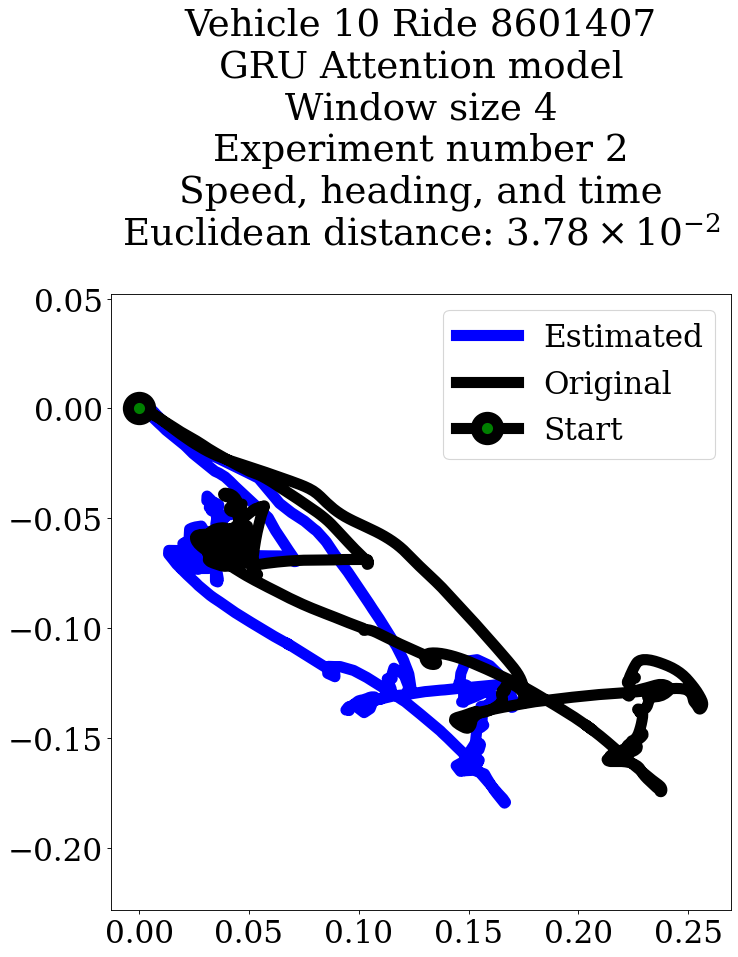 Vehicle 10 Ride 8601407
GRU Attention model
Window size 4
Experiment number 2
Speed, heading, and time
Euclidean distance: 3.78 × 10⁻²
0.05
0.00
−0.05
−0.10
−0.15
−0.20
Estimated
Original
Start
0.00 0.05 0.10 0.15 0.20 0.25